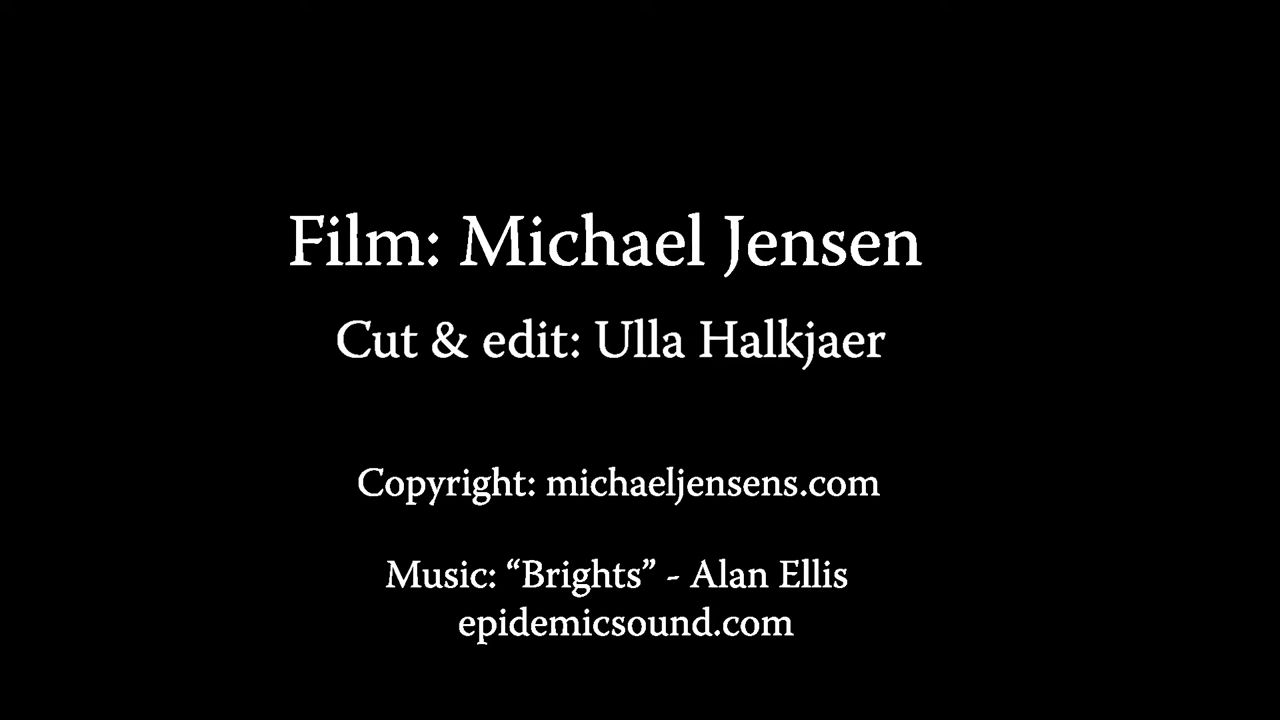 Film: Michael Jensen
Cut & edit: Ulla Halkjaer
Copyright: michaeljensens.com
Music: “Brights” - Alan Ellis
epidemicsound.com